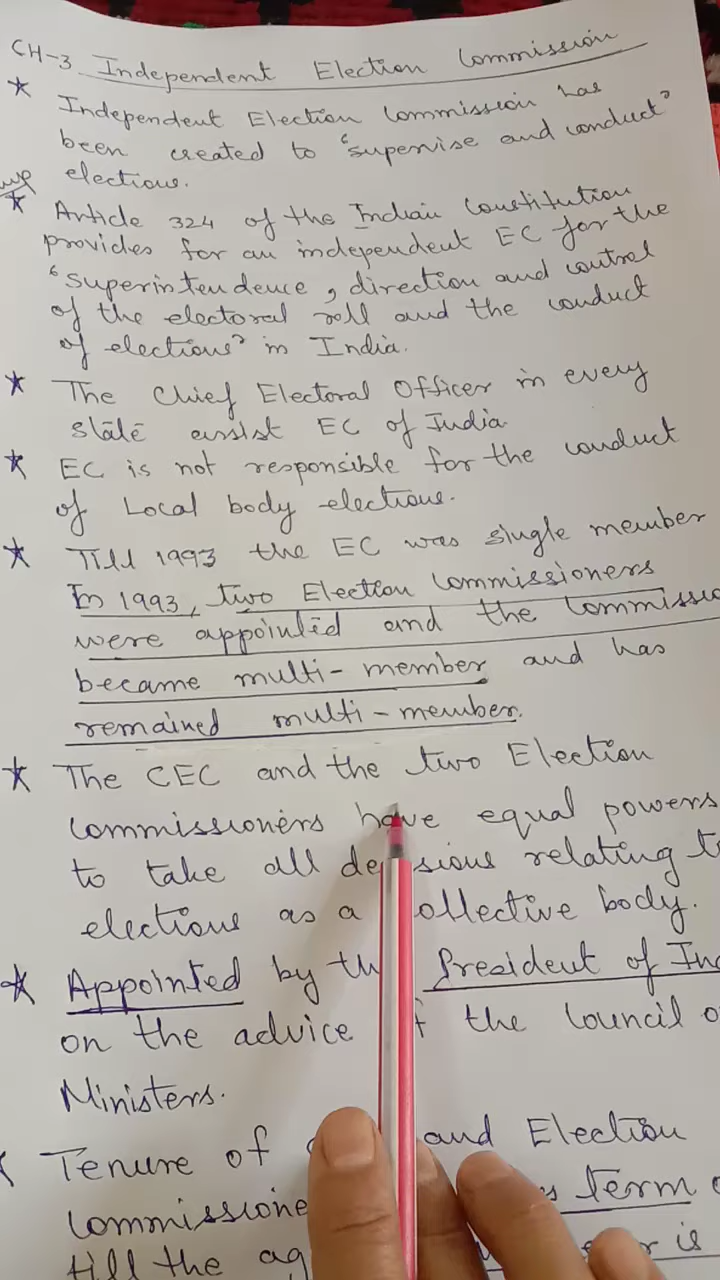 CH-3 Independent Election Commission
* Independent Election Commission has
been created to "supervise and conduct"
elections.
* Article 324 of the Indian Constitution
provides for an independent EC for the
"superintendence, direction and control
of the electoral roll and the conduct
of elections" in India.
* The Chief Electoral Officer in every
state assist EC of India
* EC is not responsible for the conduct
of Local body elections.
* Till 1993 the EC was single member
In 1993, two Election Commissioners
were appointed and the
became multi-member and has
remained multi-member.
* The CEC and the two Election
Commissioners have equal powers
to take all decisions relating
elections as a collective body.
* Appointed by the President of
on the advice of the Council
Ministers.
Tenure of and Election
term
till the
is